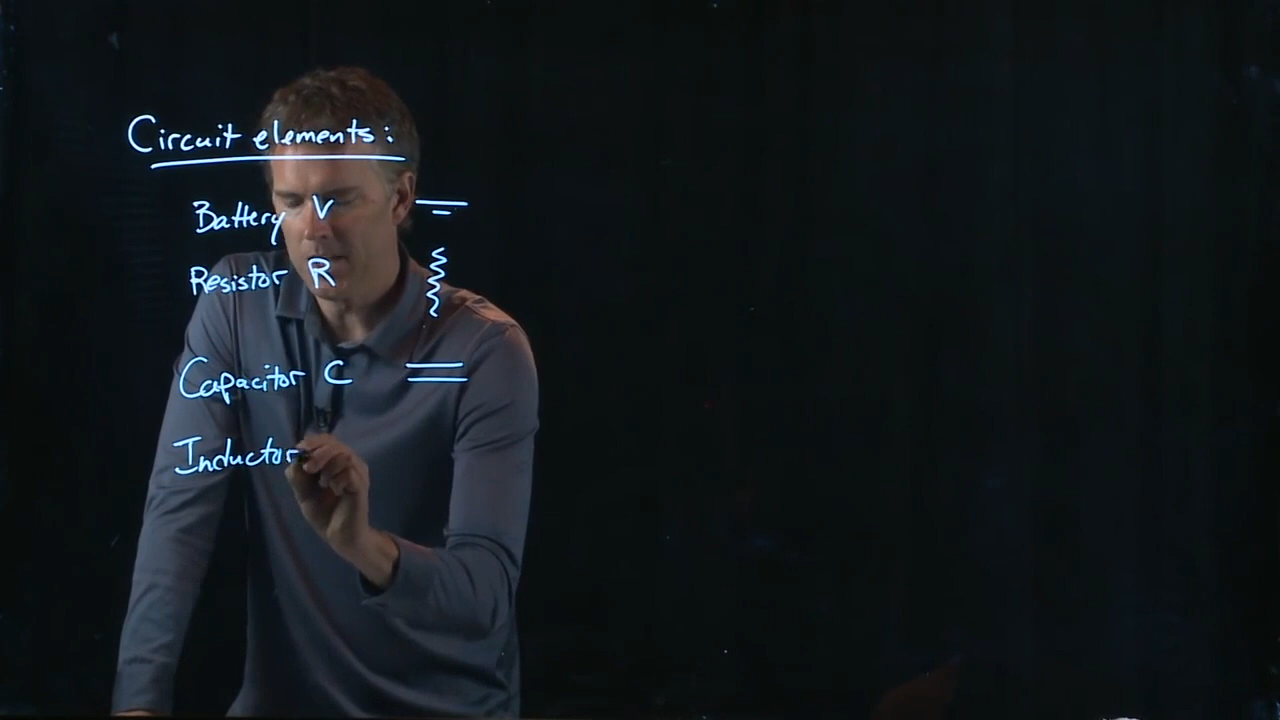 Circuit elements:
Battery V
Resistor R
Capacitor C
Inductor